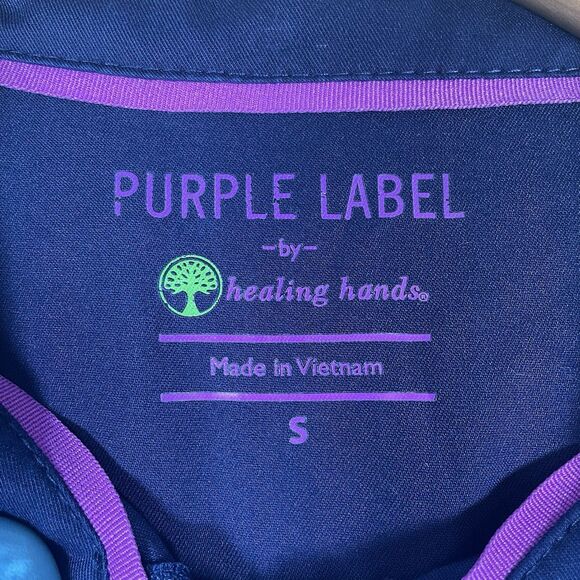 PURPLE LABEL
-by-
healing hands®
Made in Vietnam
S